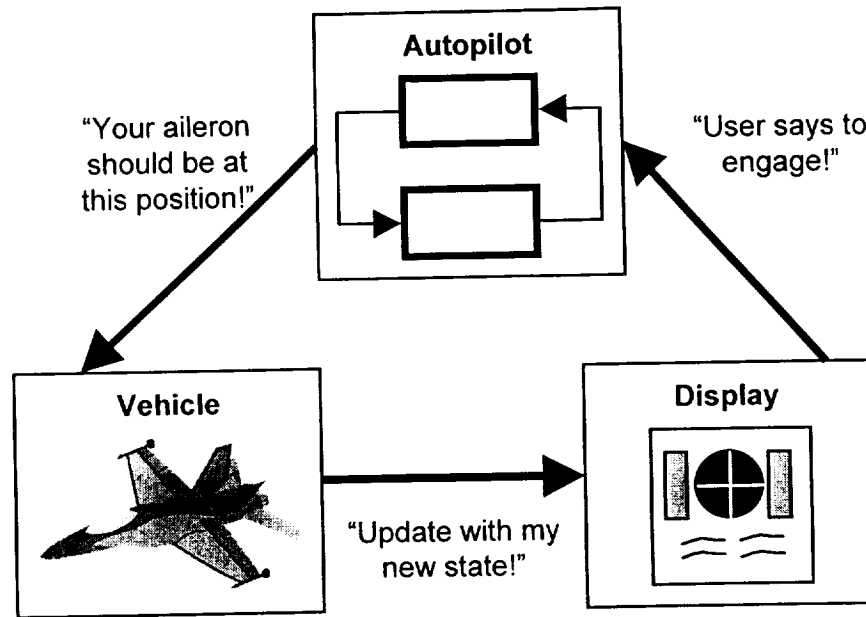 Autopilot
“Your aileron
should be at
this position!”
“User says to
engage!”
Vehicle
Display
“Update with my
new state!”